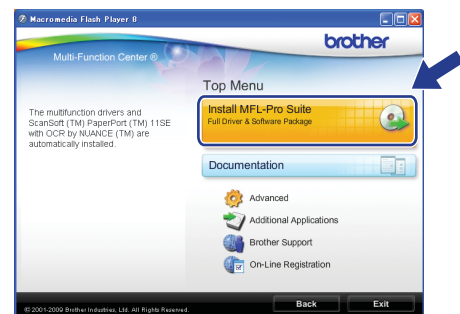 Macromedia Flash Player 8
brother
Multi-Function Center ®
Top Menu
Install MFL-Pro Suite
Full Driver & Software Package
The multifunction drivers and
ScanSoft (TM) PaperPort (TM) 11SE
with OCR by NUANCE (TM) are
automatically installed.
Documentation
Advanced
Additional Applications
Brother Support
On-Line Registration
© 2001-2009 Brother Industries, Ltd. All Rights Reserved.
Back
Exit